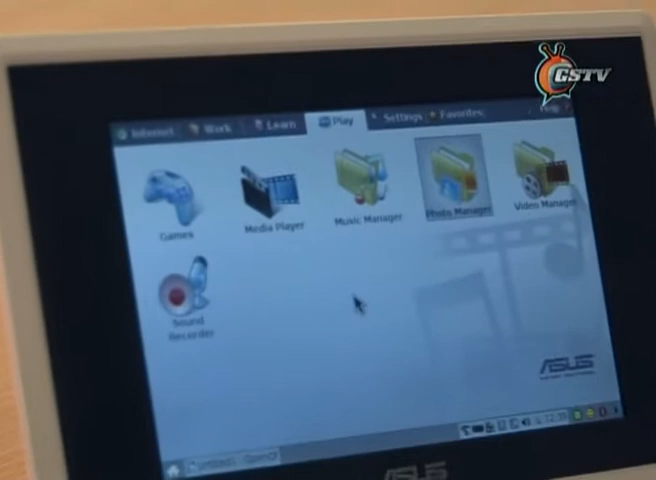 GSTV
Internet Work Learn Play Settings Favorites
Games Media Player Music Manager Photo Manager Video Manager
Sound
Recorder
ASUS
ASUS